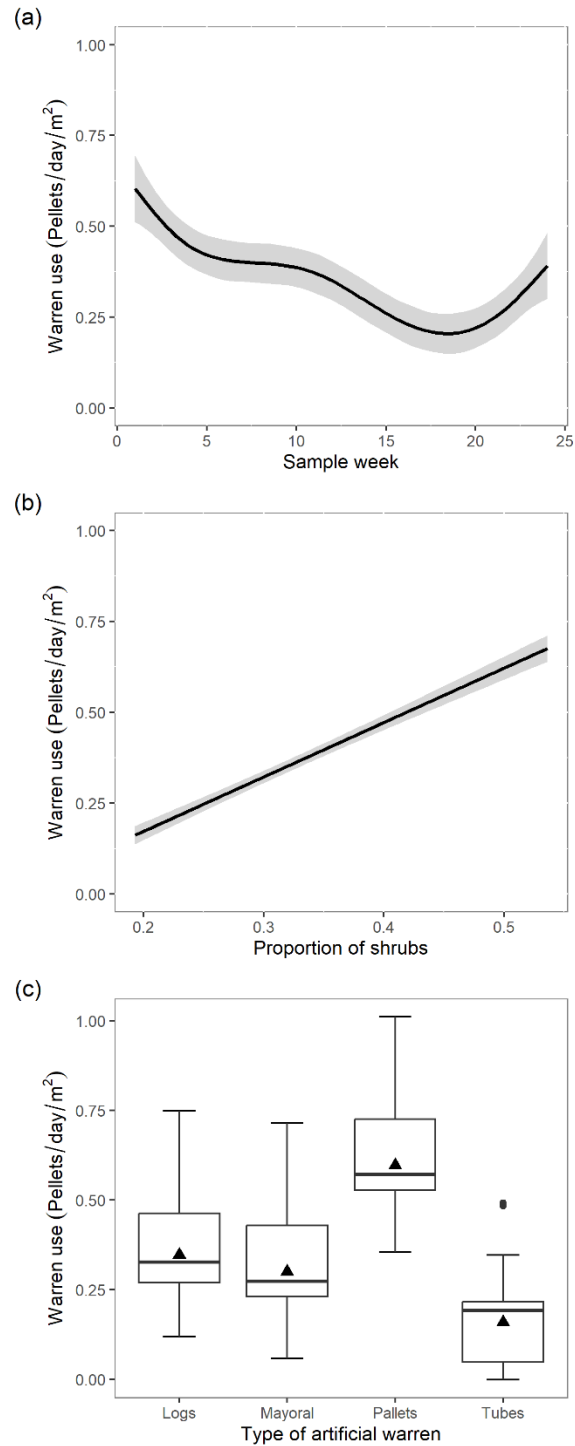 (a)
Warren use (Pellets/day/m²)
1.00
0.75
0.50
0.25
0.00
0 5 10 15 20 25
Sample week
(b)
Warren use (Pellets/day/m²)
1.00
0.75
0.50
0.25
0.00
0.2 0.3 0.4 0.5
Proportion of shrubs
(c)
Warren use (Pellets/day/m²)
1.00
0.75
0.50
0.25
0.00
Logs Mayoral Pallets Tubes
Type of artificial warren